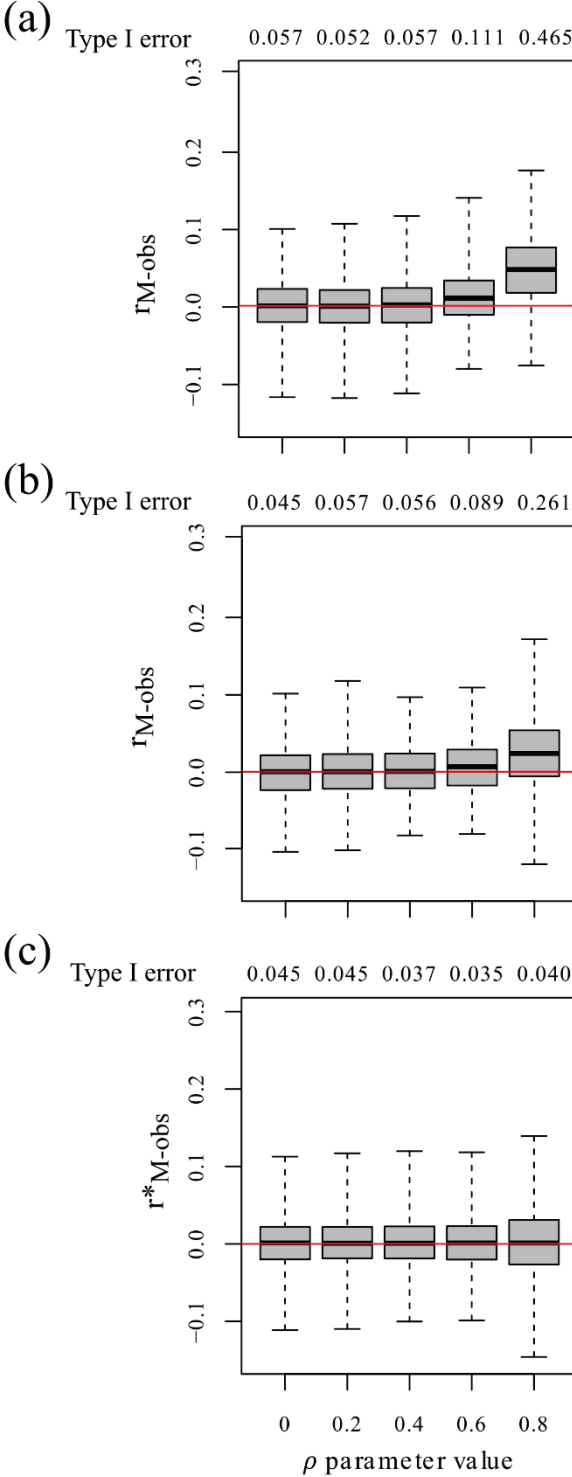 (a)
Type I error 0.057 0.052 0.057 0.111 0.465
0.3
0.2
0.1
0.0
−0.1
rM-obs
(b)
Type I error 0.045 0.057 0.056 0.089 0.261
0.3
0.2
0.1
0.0
−0.1
rM-obs
(c)
Type I error 0.045 0.045 0.037 0.035 0.040
0.3
0.2
0.1
0.0
−0.1
r*M-obs
0 0.2 0.4 0.6 0.8
ρ parameter value